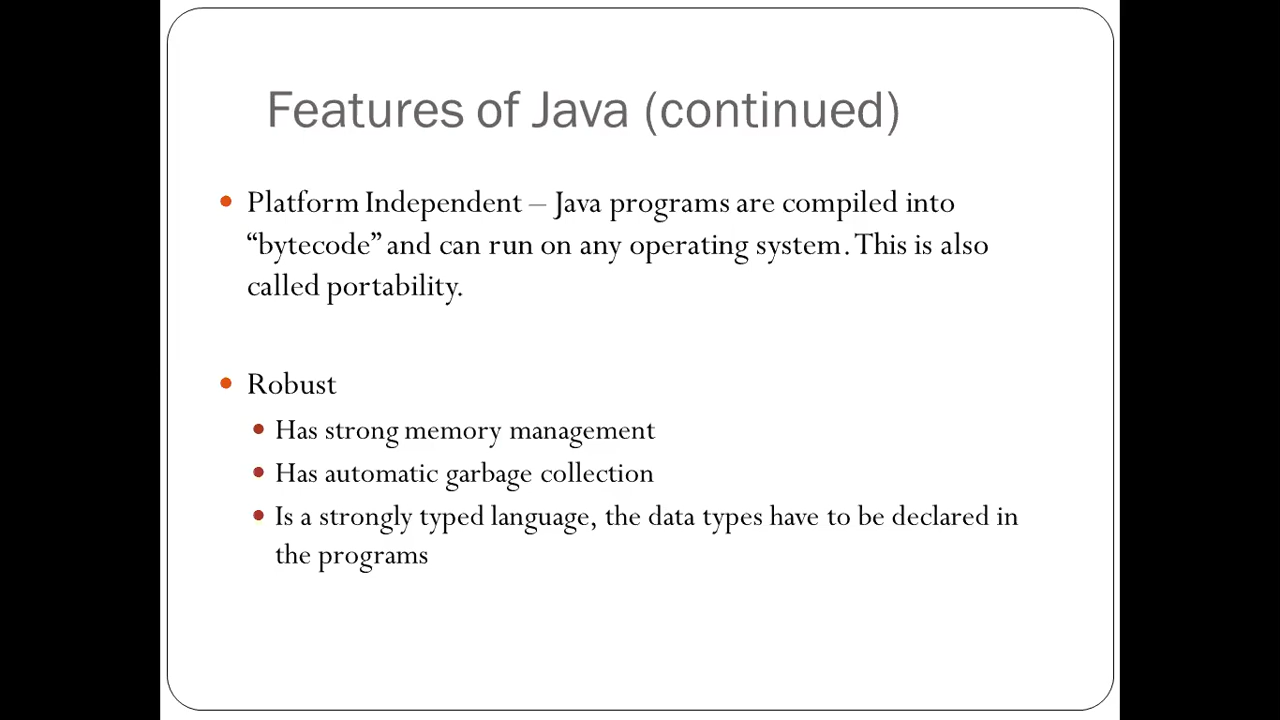 Features of Java (continued)
• Platform Independent – Java programs are compiled into
“bytecode” and can run on any operating system. This is also
called portability.
• Robust
• Has strong memory management
• Has automatic garbage collection
• Is a strongly typed language, the data types have to be declared in
the programs